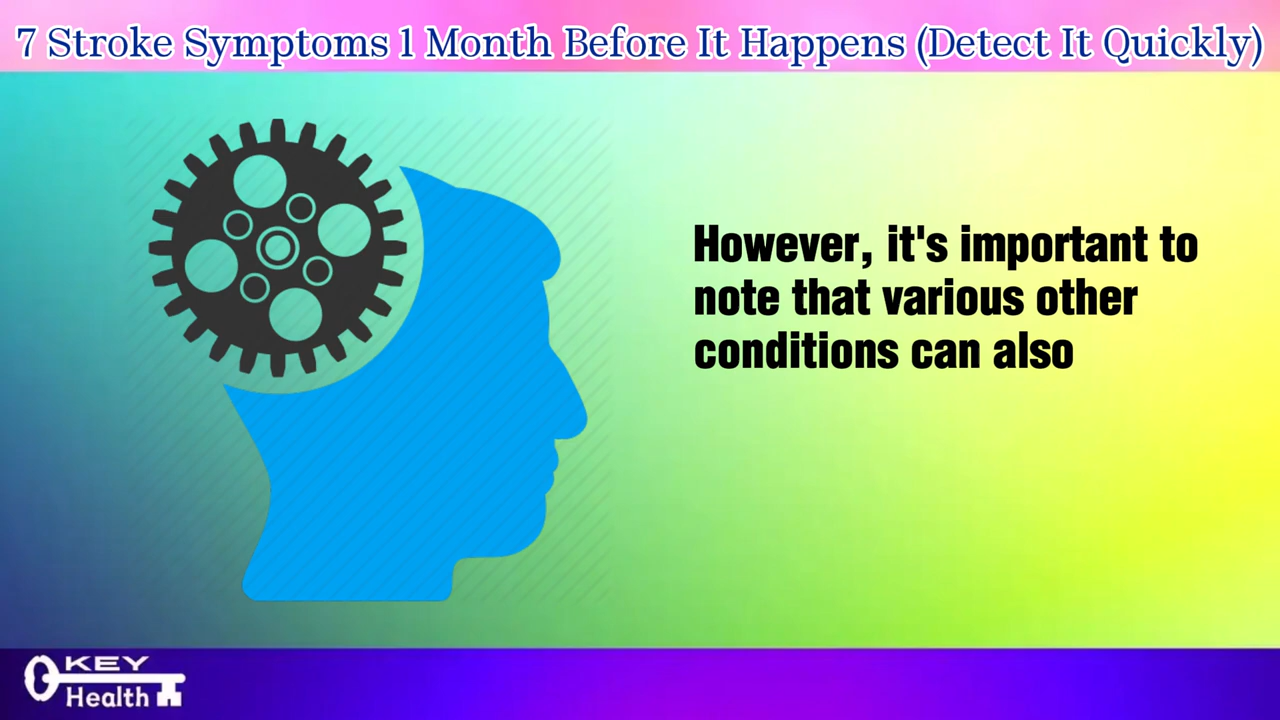 7 Stroke Symptoms 1 Month Before It Happens (Detect It Quickly)
However, it's important to
note that various other
conditions can also
KEY
Health